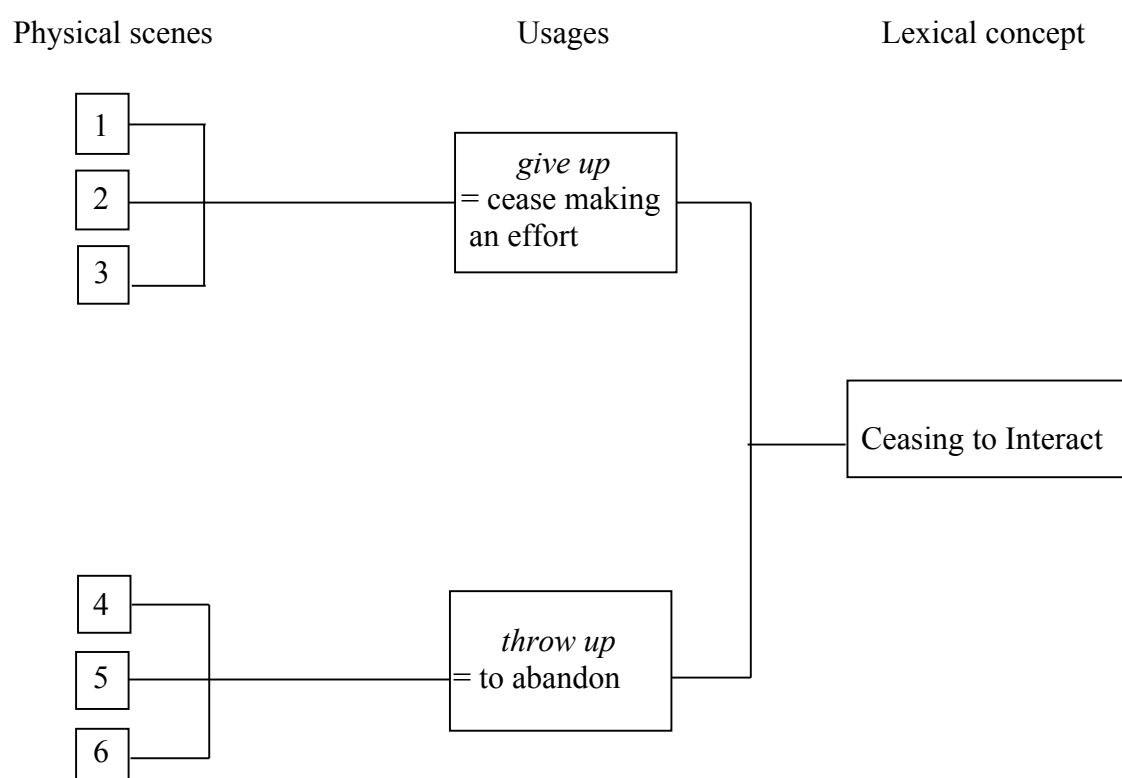 Physical scenes Usages Lexical concept
1
2
3
give up
= cease making
an effort
Ceasing to Interact
4
5
6
throw up
= to abandon